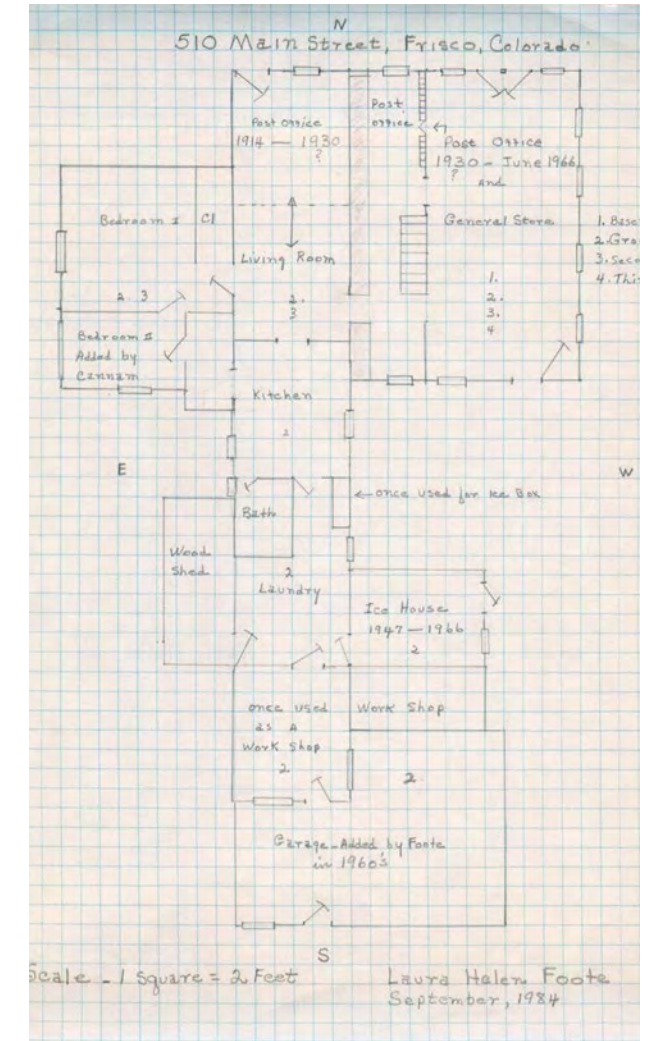 N
510 Main Street, Frisco, Colorado.
Post Office
1914 — 1930
?
Post
office
Post Office
1930 - June 1966
?
and
General Store
1.
2.
3.
4
1. Base
2. Gra
3. Seco
4. Thi
Bedroom I
Cl
2 3
Living Room
2.
3
Bedroom II
Added by
Cannam
Kitchen
2
E
W
Bath
once used for Ice Box
Wood
Shed
2
Laundry
Ice House
1947 — 1966
2
once used
as a
Work Shop
2
Work Shop
2
Garage - Added by Foote
in 1960's
S
Scale - 1 Square = 2 Feet
Laura Helen Foote
September, 1984